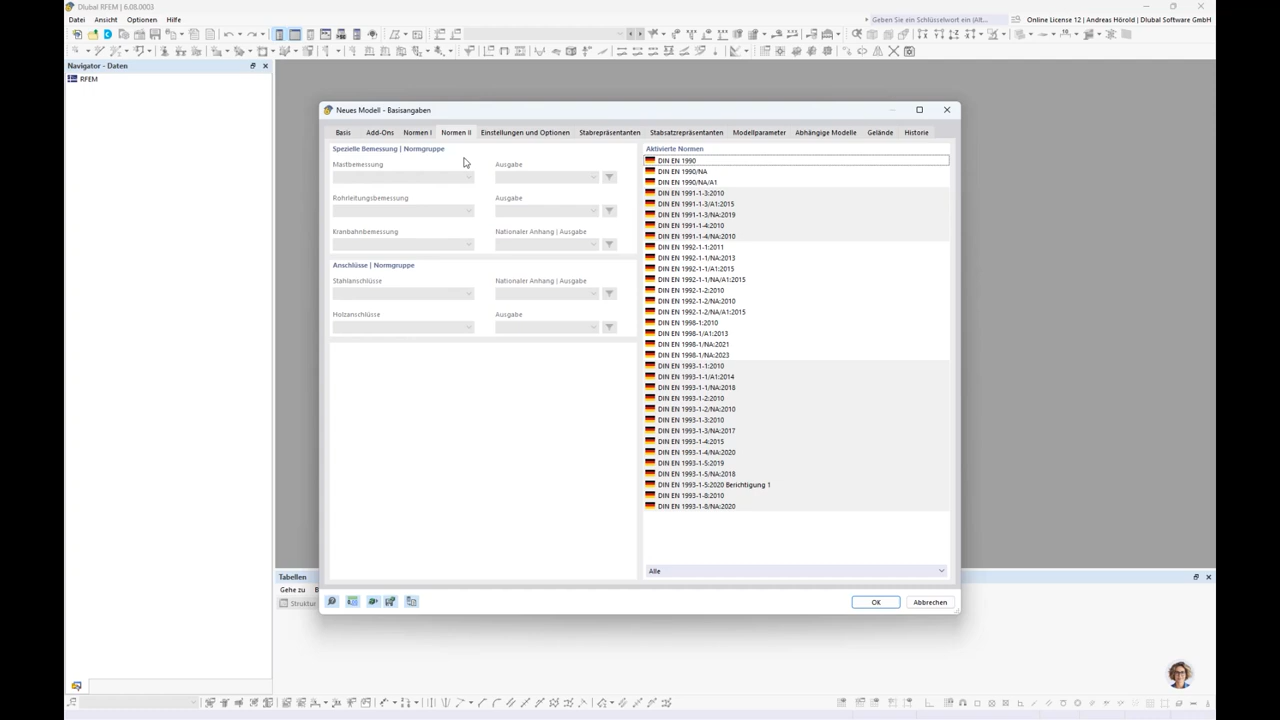 Dlubal RFEM | 6.08.0003
Datei Ansicht Optionen Hilfe
Geben Sie ein Schlüsselwort ein (Alt...
Online License 12 | Andreas Hörold | Dlubal Software GmbH
Navigator - Daten
RFEM
Neues Modell - Basisangaben
Basis Add-Ons Normen I Normen II Einstellungen und Optionen Stabrepräsentanten Stabsatzrepräsentanten Modellparameter Abhängige Modelle Gelände Historie
Spezielle Bemessung | Normgruppe
Mastbemessung Ausgabe
Rohrleitungsbemessung Ausgabe
Kranbahnbemessung Nationaler Anhang | Ausgabe
Anschlüsse | Normgruppe
Stahlanschlüsse Nationaler Anhang | Ausgabe
Holzanschlüsse Ausgabe
Aktivierte Normen
DIN EN 1990
DIN EN 1990/NA
DIN EN 1990/NA/A1
DIN EN 1991-1-3:2010
DIN EN 1991-1-3/A1:2015
DIN EN 1991-1-3/NA:2019
DIN EN 1991-1-4:2010
DIN EN 1991-1-4/NA:2010
DIN EN 1992-1-1:2011
DIN EN 1992-1-1/NA:2013
DIN EN 1992-1-1/A1:2015
DIN EN 1992-1-1/NA/A1:2015
DIN EN 1992-1-2:2010
DIN EN 1992-1-2/NA:2010
DIN EN 1992-1-2/NA/A1:2015
DIN EN 1998-1:2010
DIN EN 1998-1/A1:2013
DIN EN 1998-1/NA:2021
DIN EN 1998-1/NA:2023
DIN EN 1993-1-1:2010
DIN EN 1993-1-1/A1:2014
DIN EN 1993-1-1/NA:2018
DIN EN 1993-1-2:2010
DIN EN 1993-1-2/NA:2010
DIN EN 1993-1-3:2010
DIN EN 1993-1-3/NA:2017
DIN EN 1993-1-4:2015
DIN EN 1993-1-4/NA:2020
DIN EN 1993-1-5:2019
DIN EN 1993-1-5/NA:2018
DIN EN 1993-1-5:2020 Berichtigung 1
DIN EN 1993-1-8:2010
DIN EN 1993-1-8/NA:2020
Alle
OK Abbrechen
Tabellen
Gehe zu B
Struktur